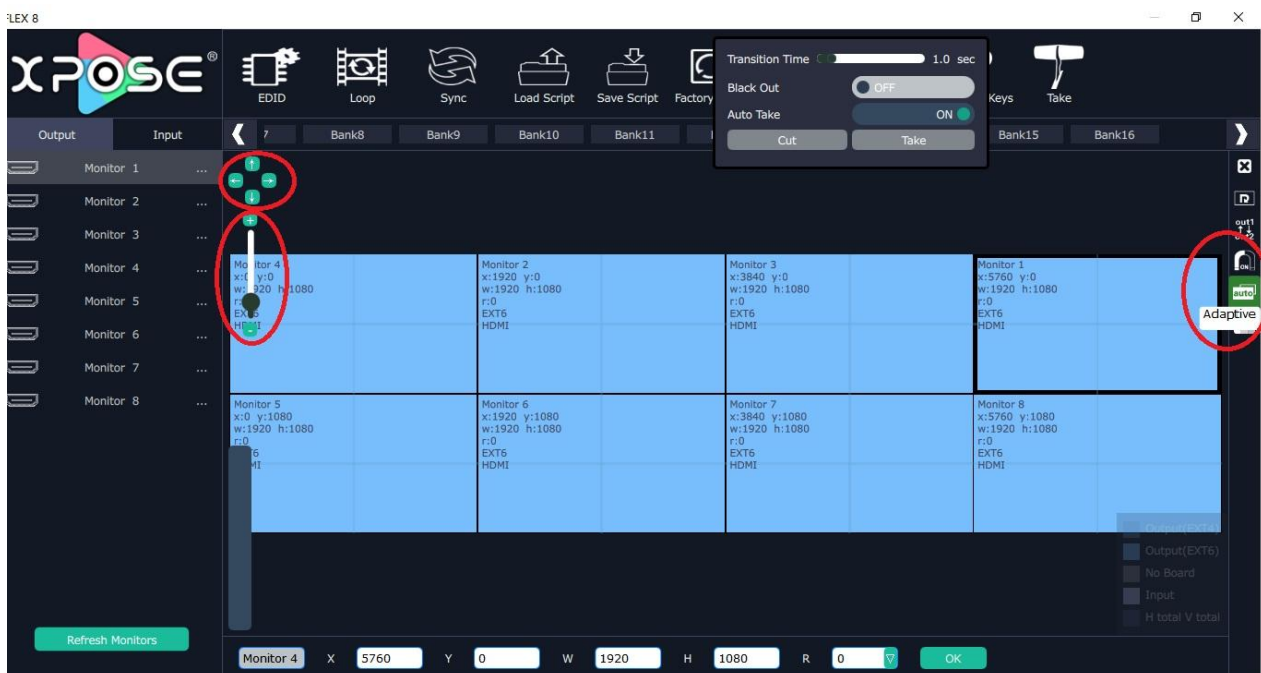 FLEX 8
XPOSE®
EDID Loop Sync Load Script Save Script Factory Keys Take
Transition Time 1.0 sec
Black Out OFF
Auto Take ON
Cut Take
Output Input
7 Bank8 Bank9 Bank10 Bank11 Bank15 Bank16
Monitor 1 ...
Monitor 2 ...
Monitor 3 ...
Monitor 4 ...
Monitor 5 ...
Monitor 6 ...
Monitor 7 ...
Monitor 8 ...
Refresh Monitors
Monitor 4
x:0 y:0
w:1920 h:1080
EXT6
HDMI
Monitor 2
x:1920 y:0
w:1920 h:1080
r:0
EXT6
HDMI
Monitor 3
x:3840 y:0
w:1920 h:1080
r:0
EXT6
HDMI
Monitor 1
x:5760 y:0
w:1920 h:1080
r:0
EXT6
HDMI
Monitor 5
x:0 y:1080
w:1920 h:1080
r:0
Monitor 6
x:1920 y:1080
w:1920 h:1080
r:0
EXT6
HDMI
Monitor 7
x:3840 y:1080
w:1920 h:1080
r:0
EXT6
HDMI
Monitor 8
x:5760 y:1080
w:1920 h:1080
r:0
EXT6
HDMI
out1
out2
ON
auto
Adaptive
Output(EXT4)
Output(EXT6)
No Board
Input
H total V total
Monitor 4 X 5760 Y 0 W 1920 H 1080 R 0 OK